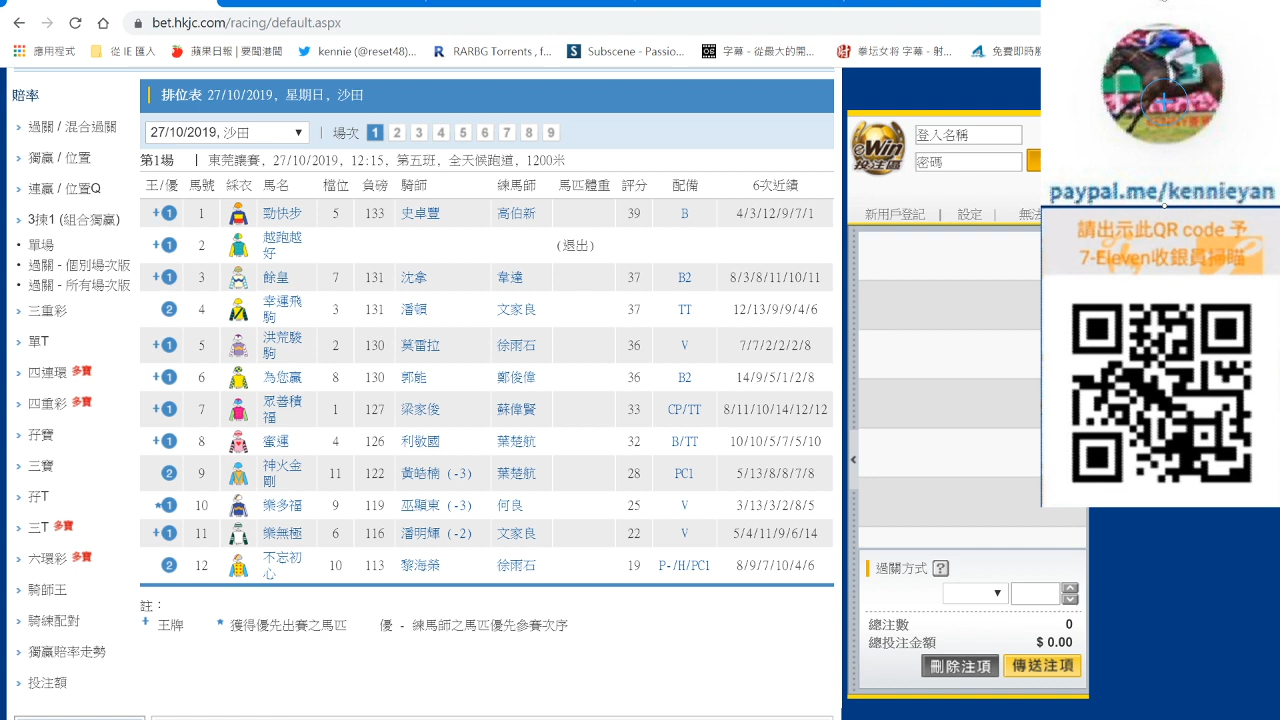 bet.hkjc.com/racing/default.aspx
應用程式 從 IE 匯入 蘋果日報 | 要聞港聞 kennie (@reset48)... RARBG Torrents , f... Subscene - Passio... 字幕 - 從最大的開... 拳坛女将 字幕 - 射... 免費即時股
賠率
過關 / 混合過關
獨贏 / 位置
連贏 / 位置Q
3揀1 (組合獨贏)
單場
過關 - 個別場次版
過關 - 所有場次版
三重彩
單T
四連環 多寶
四重彩 多寶
孖寶
三寶
孖T
三T 多寶
六環彩 多寶
騎師王
騎練配對
獨贏賠率走勢
投注額
排位表 27/10/2019, 星期日, 沙田
27/10/2019, 沙田 ▼ | 場次 1 2 3 4 5 6 7 8 9
第1場 東莞讓賽, 27/10/2019, 12:15, 第五班, 全天候跑道, 1200米
王/優 馬號 綵衣 馬名 檔位 負磅 騎師 練馬師 馬匹體重 評分 配備 6次近績
+1 1 勁快步 5 133 史卓豐 高伯新 39 B 4/3/12/9/7/1
+1 2 越跑越好 (退出)
+1 3 餘皇 7 131 沈拿 韋達 37 B2 8/3/8/11/10/11
2 4 幸運飛駒 3 131 潘頓 文家良 37 TT 12/13/9/9/4/6
+1 5 洪荒駿駒 2 130 莫雷拉 徐雨石 36 V 7/7/2/2/2/8
+1 6 為您贏 8 130 郭能 鄭俊偉 36 B2 14/9/5/1/2/8
+1 7 眾善積福 1 127 梁家俊 蘇偉賢 33 CP/TT 8/11/10/14/12/12
+1 8 蜜運 4 126 利敬國 葉楚航 32 B/TT 10/10/5/7/5/10
2 9 神火金剛 11 122 黃皓楠 (-3) 葉楚航 28 PC1 5/13/8/8/7/8
★1 10 樂多福 9 119 巫顯東 (-3) 何良 25 V 3/13/3/2/8/5
+1 11 樂無極 6 116 潘明輝 (-2) 文家良 22 V 5/4/11/9/6/14
2 12 不忘初心 10 113 黎海榮 徐雨石 19 P-/H/PC1 8/9/7/10/4/6
註：
+ 王牌 ★ 獲得優先出賽之馬匹 優 - 練馬師之馬匹優先參賽次序
eWin
投注區
登入名稱
密碼
新用戶登記 | 設定 | 無法
過關方式 ?
總注數 0
總投注金額 $ 0.00
刪除注項 傳送注項
paypal.me/kennieyan
請出示此QR code 予
7-Eleven收銀員掃瞄